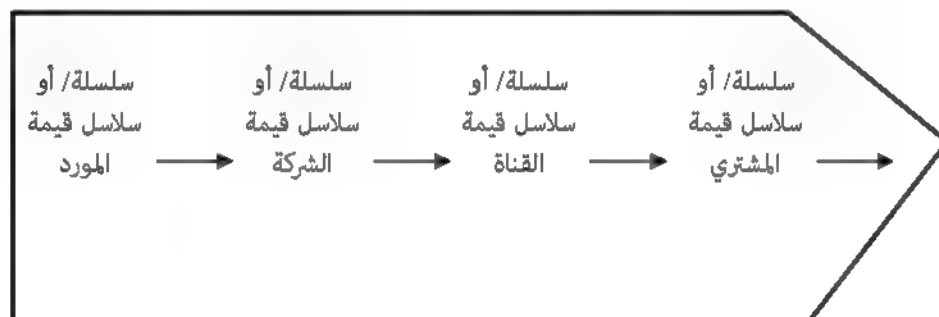 سلسلة/ أو
سلاسل قيمة
المورد
سلسلة/ أو
سلاسل قيمة
الشركة
سلسلة/ أو
سلاسل قيمة
القناة
سلسلة/ أو
سلاسل قيمة
المشتري